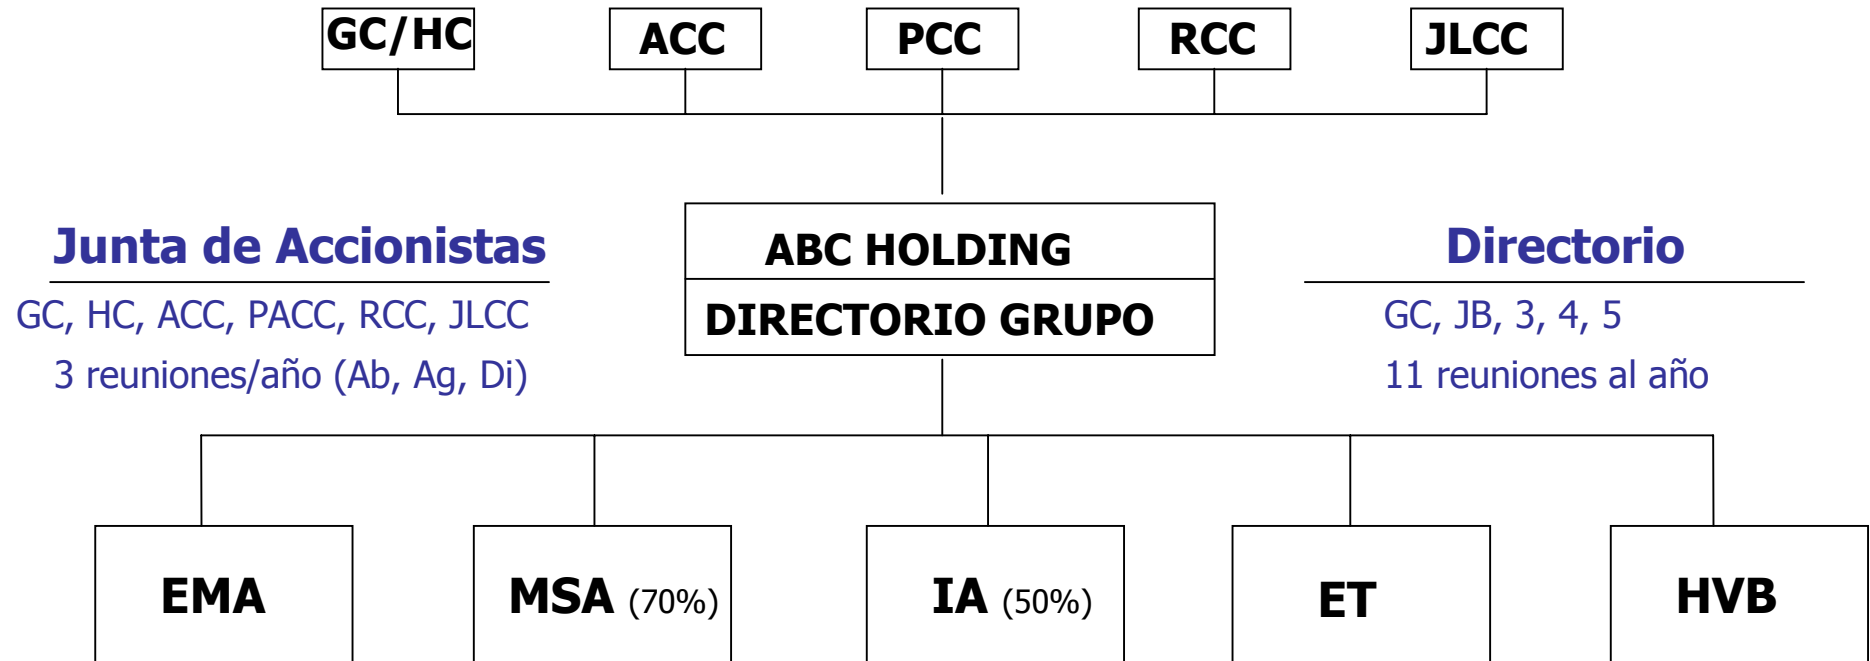 GC/HC ACC PCC RCC JLCC
Junta de Accionistas
GC, HC, ACC, PACC, RCC, JLCC
3 reuniones/año (Ab, Ag, Di)
ABC HOLDING
DIRECTORIO GRUPO
Directorio
GC, JB, 3, 4, 5
11 reuniones al año
EMA MSA (70%) IA (50%) ET HVB